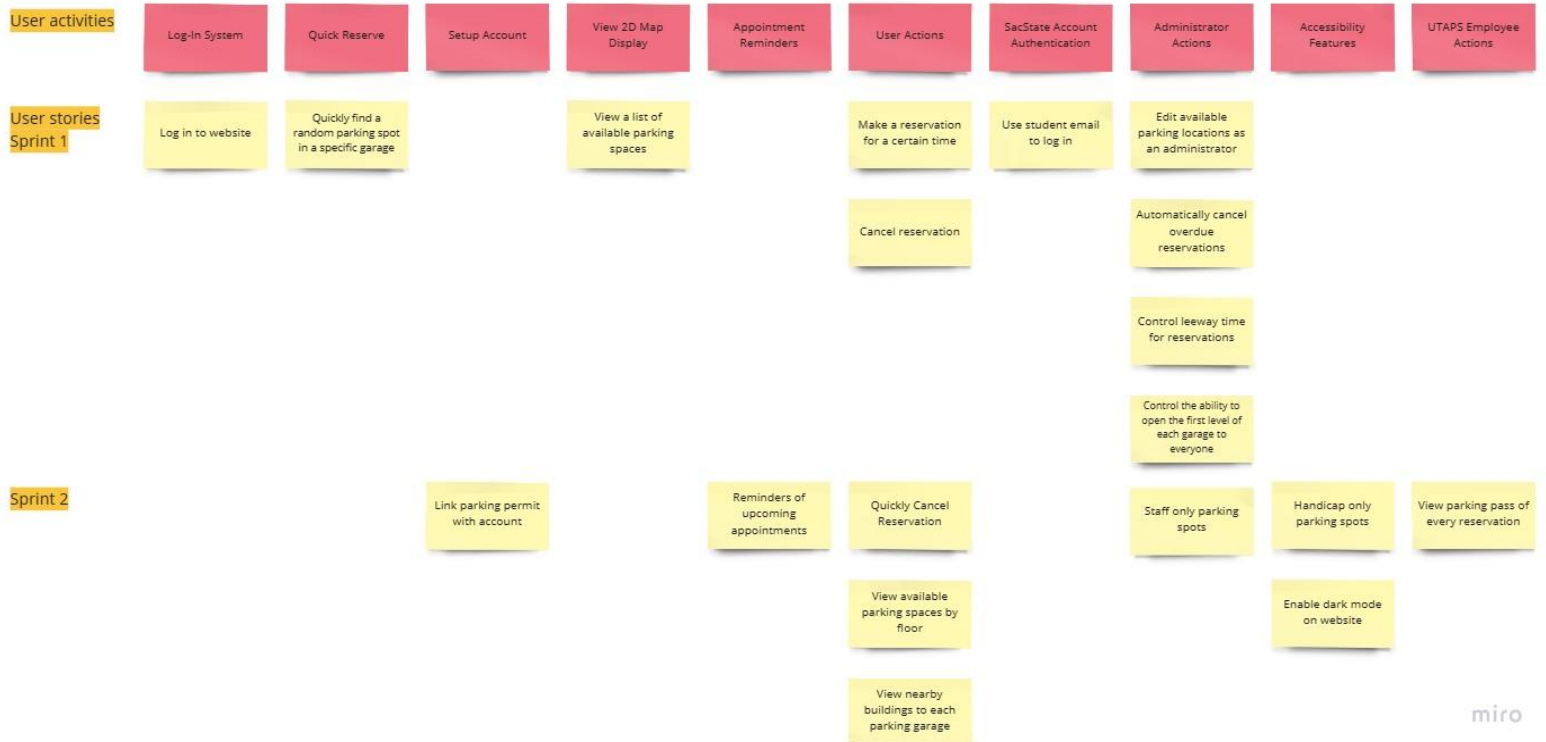 User activities
Log-In System
Quick Reserve
Setup Account
View 2D Map
Display
Appointment
Reminders
User Actions
SacState Account
Authentication
Administrator
Actions
Accessibility
Features
UTAPS Employee
Actions
User stories
Sprint 1
Log in to website
Quickly find a
random parking spot
in a specific garage
View a list of
available parking
spaces
Make a reservation
for a certain time
Use student email
to log in
Edit available
parking locations as
an administrator
Cancel reservation
Automatically cancel
overdue
reservations
Control leeway time
for reservations
Control the ability to
open the first level of
each garage to
everyone
Sprint 2
Link parking permit
with account
Reminders of
upcoming
appointments
Quickly Cancel
Reservation
Staff only parking
spots
Handicap only
parking spots
View parking pass of
every reservation
View available
parking spaces by
floor
Enable dark mode
on website
View nearby
buildings to each
parking garage
miro